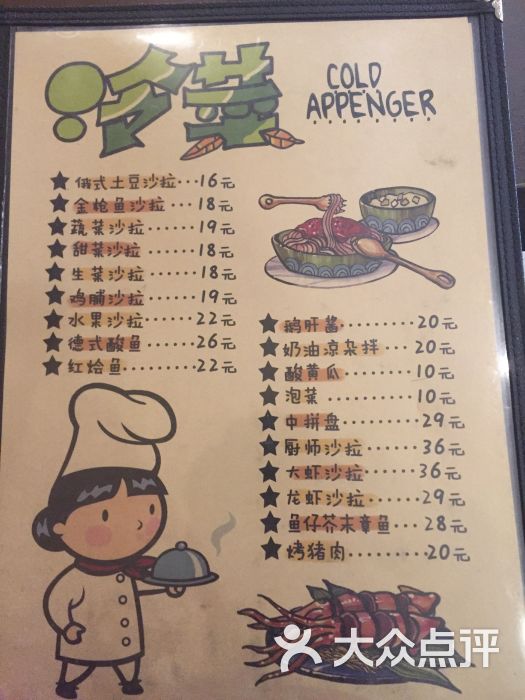 冷菜
COLD
APPENGER
★ 俄式土豆沙拉···16元
★ 金枪鱼沙拉····18元
★ 蔬菜沙拉·····19元
★ 甜菜沙拉·····18元
★ 生菜沙拉·····18元
★ 鸡脯沙拉·····19元
★ 水果沙拉·····22元
★ 德式酸鱼·····26元
★ 红烩鱼······22元
★ 鹅肝酱·········20元
★ 奶油凉杂拌···20元
★ 酸黄瓜········10元
★ 泡菜 ·········10元
★ 中拼盘·········29元
★ 厨师沙拉······36元
★ 大虾沙拉······36元
★ 龙虾沙拉······29元
★ 鱼仔芥末章鱼···28元
★ 烤猪肉·········20元
大众点评